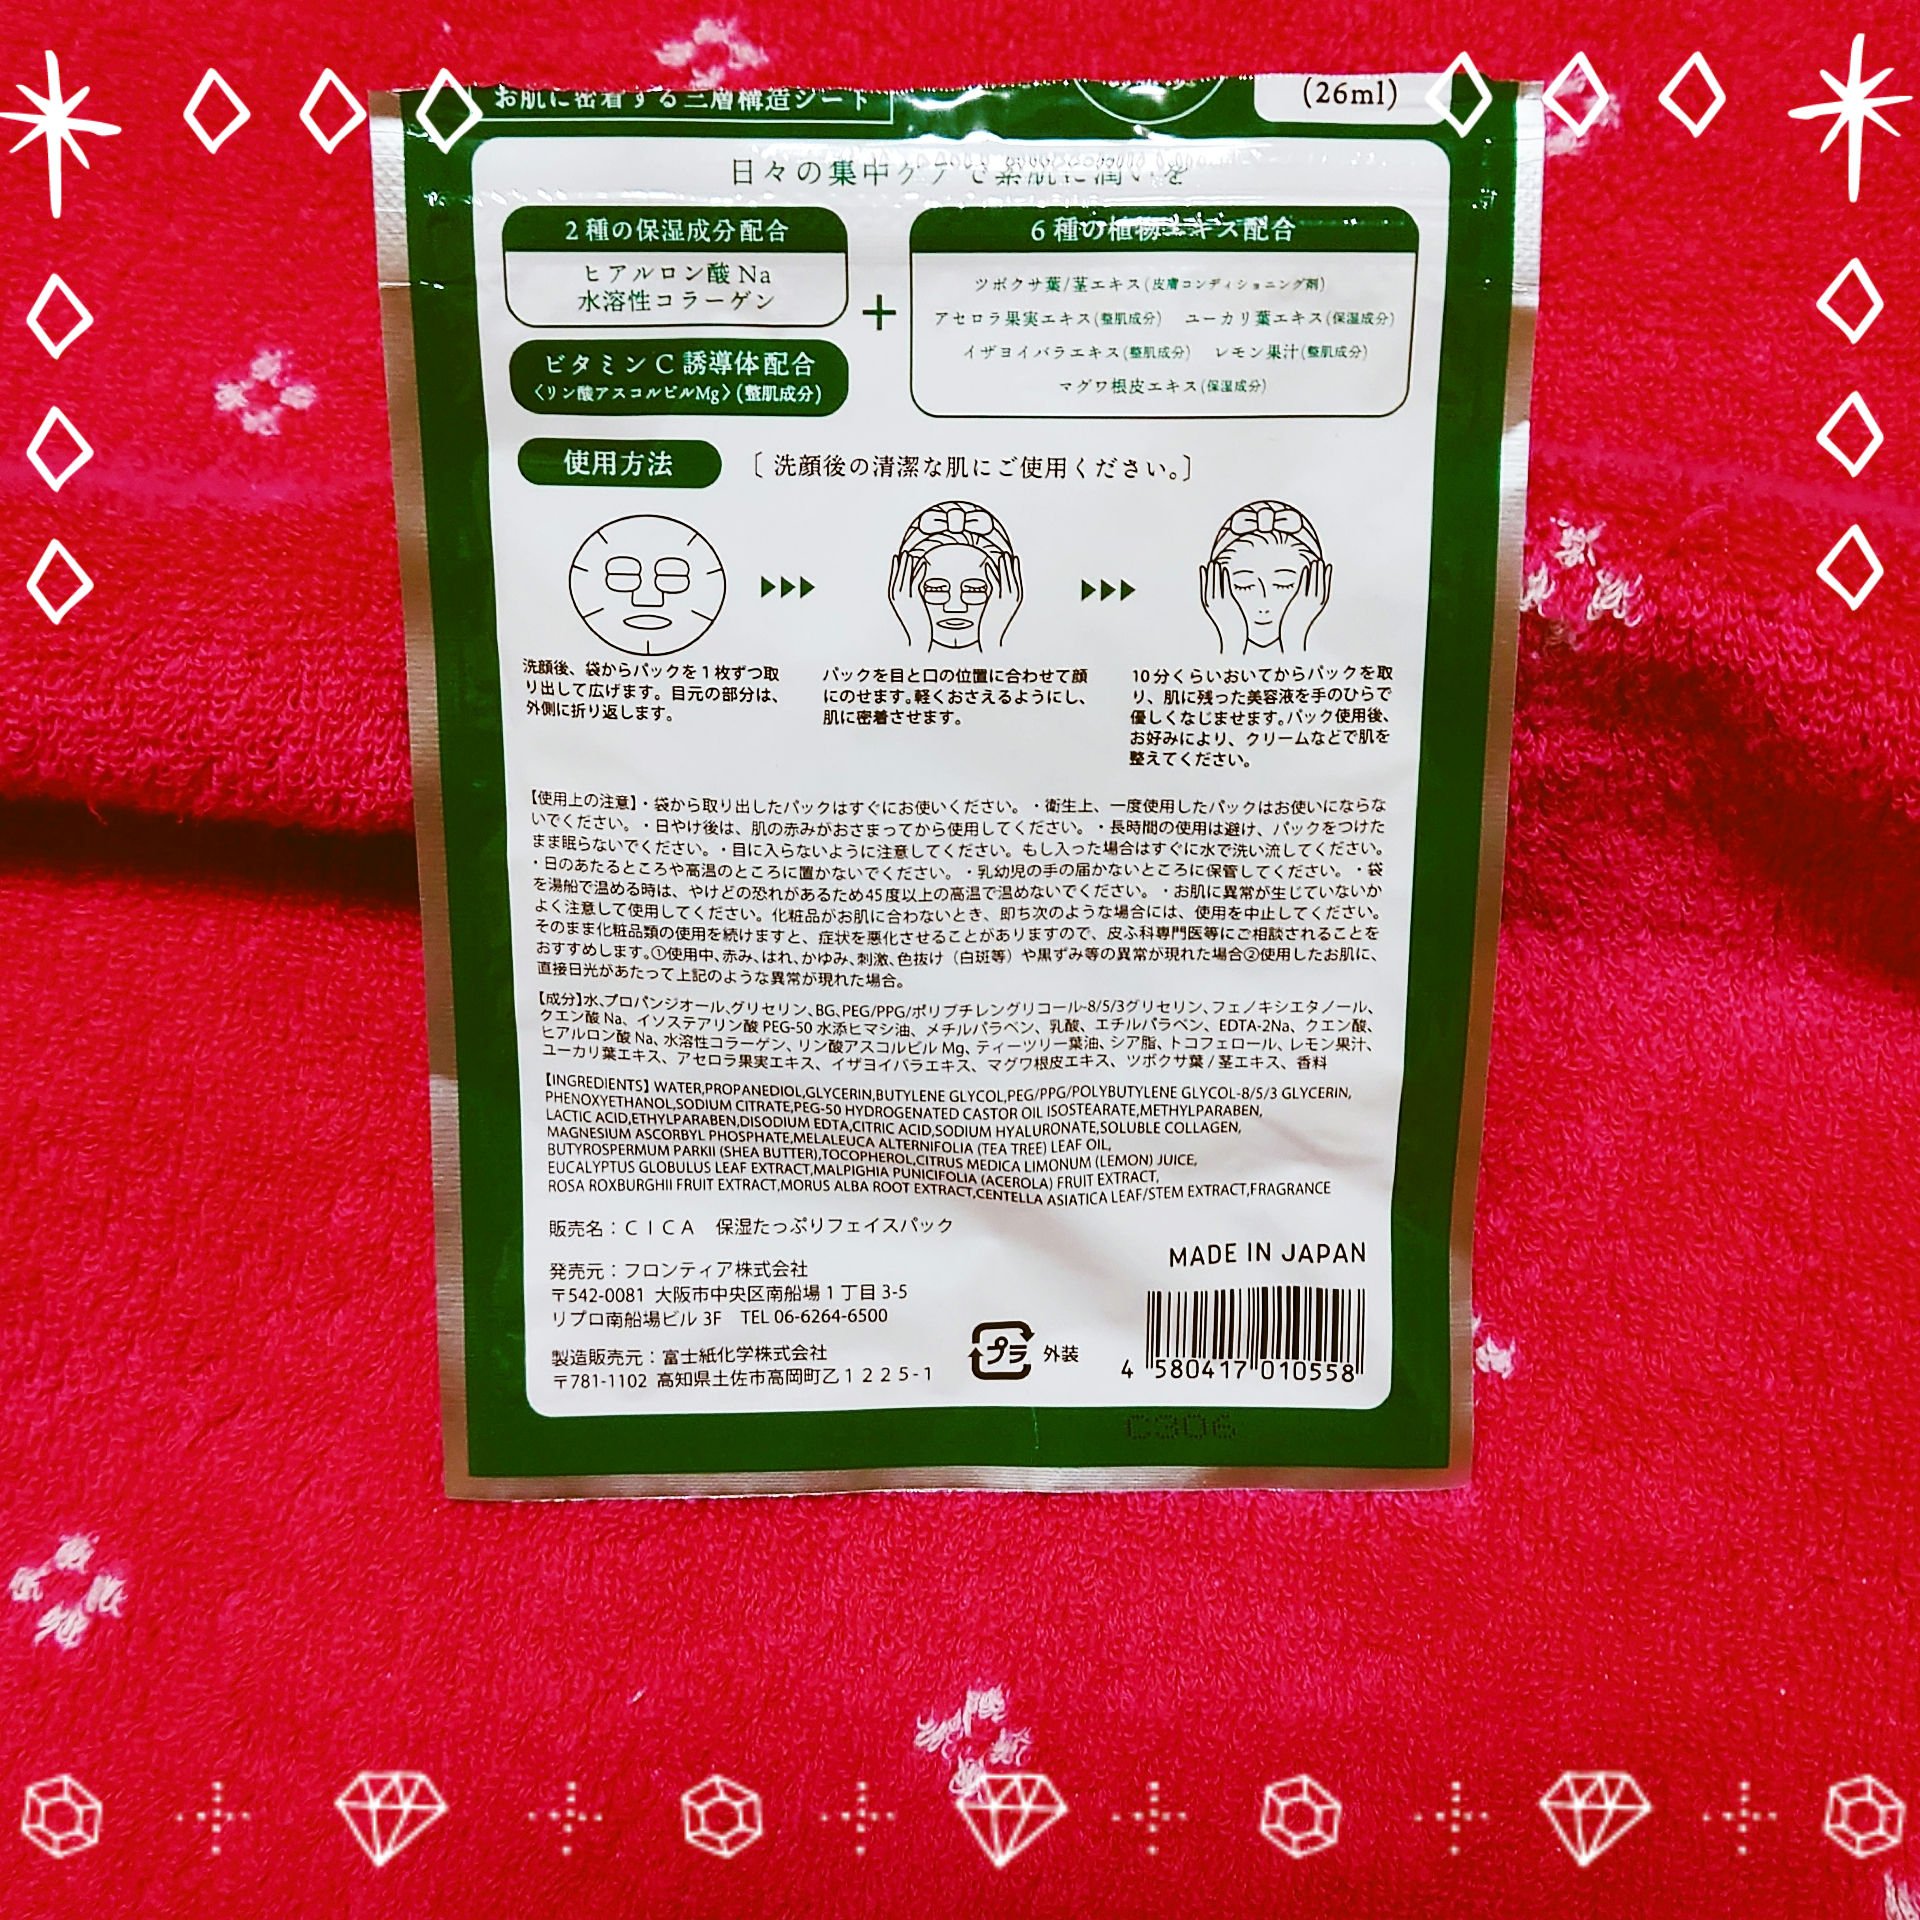 お肌に密着する三層構造シート
(26ml)
日々の集中ケアで素肌に潤いを
2種の保湿成分配合
ヒアルロン酸Na
水溶性コラーゲン
ビタミンC誘導体配合
〈リン酸アスコルビルMg〉(整肌成分)
+
6種の植物エキス配合
ツボクサ葉/茎エキス(皮膚コンディショニング剤)
アセロラ果実エキス(整肌成分) ユーカリ葉エキス(保湿成分)
イザヨイバラエキス(整肌成分) レモン果汁(整肌成分)
マグワ根皮エキス(保湿成分)
使用方法 〔洗顔後の清潔な肌にご使用ください。〕
洗顔後、袋からパックを1枚ずつ取
り出して広げます。目元の部分は、
外側に折り返します。
パックを目と口の位置に合わせて顔
にのせます。軽くおさえるようにし、
肌に密着させます。
10分くらいおいてからパックを取
り、肌に残った美容液を手のひらで
優しくなじませます。パック使用後、
お好みにより、クリームなどで肌を
整えてください。
【使用上の注意】・袋から取り出したパックはすぐにお使いください。・衛生上、一度使用したパックはお使いにならな
いでください。・日やけ後は、肌の赤みがおさまってから使用してください。・長時間の使用は避け、パックをつけた
まま眠らないでください。・目に入らないように注意してください。もし入った場合はすぐに水で洗い流してください。
・日のあたるところや高温のところに置かないでください。・乳幼児の手の届かないところに保管してください。・袋
を湯船で温める時は、やけどの恐れがあるため45度以上の高温で温めないでください。・お肌に異常が生じていないか
よく注意して使用してください。化粧品がお肌に合わないとき、即ち次のような場合には、使用を中止してください。
そのまま化粧品類の使用を続けますと、症状を悪化させることがありますので、皮ふ科専門医等にご相談されることを
おすすめします。①使用中、赤み、はれ、かゆみ、刺激、色抜け（白斑等）や黒ずみ等の異常が現れた場合②使用したお肌に、
直接日光があたって上記のような異常が現れた場合。
【成分】水、プロパンジオール、グリセリン、BG、PEG/PPG/ポリブチレングリコール-8/5/3グリセリン、フェノキシエタノール、
クエン酸Na、イソステアリン酸PEG-50水添ヒマシ油、メチルパラベン、乳酸、エチルパラベン、EDTA-2Na、クエン酸、
ヒアルロン酸Na、水溶性コラーゲン、リン酸アスコルビルMg、ティーツリー葉油、シア脂、トコフェロール、レモン果汁、
ユーカリ葉エキス、アセロラ果実エキス、イザヨイバラエキス、マグワ根皮エキス、ツボクサ葉/茎エキス、香料
【INGREDIENTS】WATER,PROPANEDIOL,GLYCERIN,BUTYLENE GLYCOL,PEG/PPG/POLYBUTYLENE GLYCOL-8/5/3 GLYCERIN,
PHENOXYETHANOL,SODIUM CITRATE,PEG-50 HYDROGENATED CASTOR OIL ISOSTEARATE,METHYLPARABEN,
LACTIC ACID,ETHYLPARABEN,DISODIUM EDTA,CITRIC ACID,SODIUM HYALURONATE,SOLUBLE COLLAGEN,
MAGNESIUM ASCORBYL PHOSPHATE,MELALEUCA ALTERNIFOLIA (TEA TREE) LEAF OIL,
BUTYROSPERMUM PARKII (SHEA BUTTER),TOCOPHEROL,CITRUS MEDICA LIMONUM (LEMON) JUICE,
EUCALYPTUS GLOBULUS LEAF EXTRACT,MALPIGHIA PUNICIFOLIA (ACEROLA) FRUIT EXTRACT,
ROSA ROXBURGHII FRUIT EXTRACT,MORUS ALBA ROOT EXTRACT,CENTELLA ASIATICA LEAF/STEM EXTRACT,FRAGRANCE
販売名：ＣＩＣＡ　保湿たっぷりフェイスパック
発売元：フロンティア株式会社
〒542-0081 大阪市中央区南船場1丁目3-5
リプロ南船場ビル3F TEL 06-6264-6500
製造販売元：富士紙化学株式会社
〒781-1102 高知県土佐市高岡町乙１２２５-１
プラ 外装
MADE IN JAPAN
4 580417 010558
C306